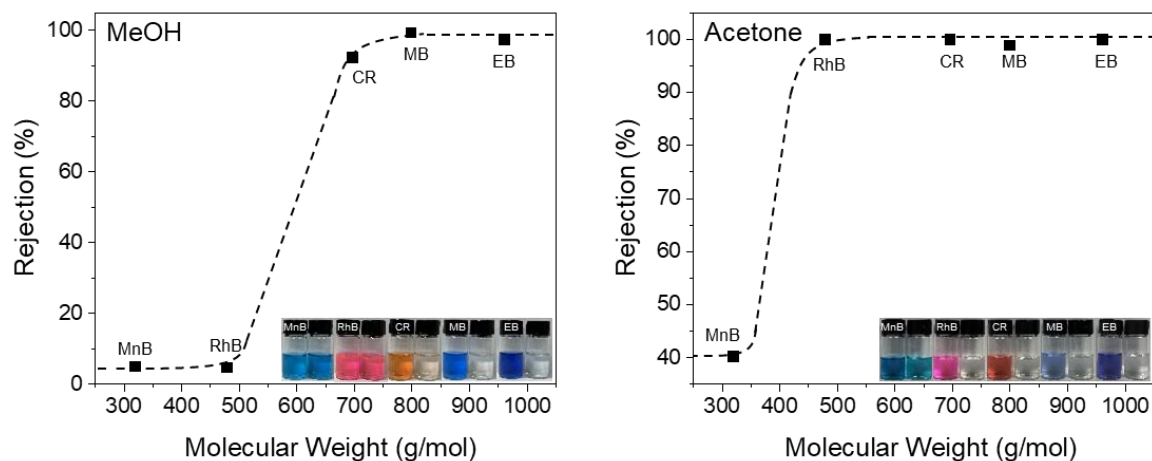 MeOH
Rejection (%)
100
80
60
40
20
0
MnB
RhB
CR
MB
EB
MnB RhB CR MB EB
300 400 500 600 700 800 900 1000
Molecular Weight (g/mol)
Acetone
Rejection (%)
100
90
80
70
60
50
40
MnB
RhB
CR
MB
EB
MnB RhB CR MB EB
300 400 500 600 700 800 900 1000
Molecular Weight (g/mol)